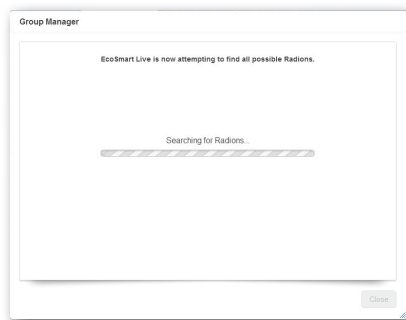 Group Manager
EcoSmart Live is now attempting to find all possible Radions.
Searching for Radions...
Close